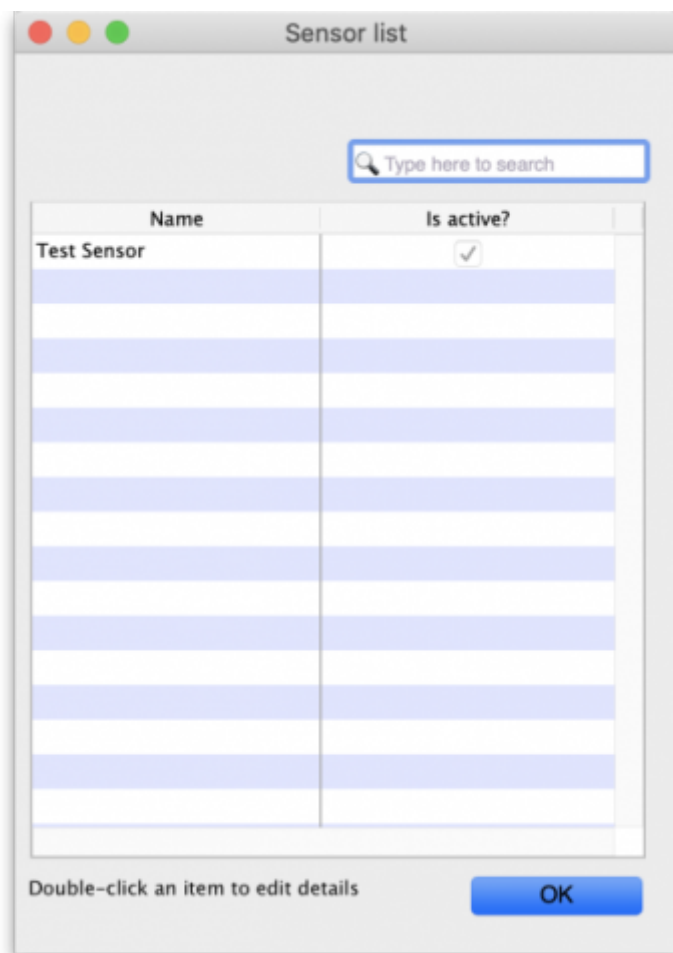 Sensor list
Type here to search
Name Is active?
Test Sensor
Double-click an item to edit details
OK